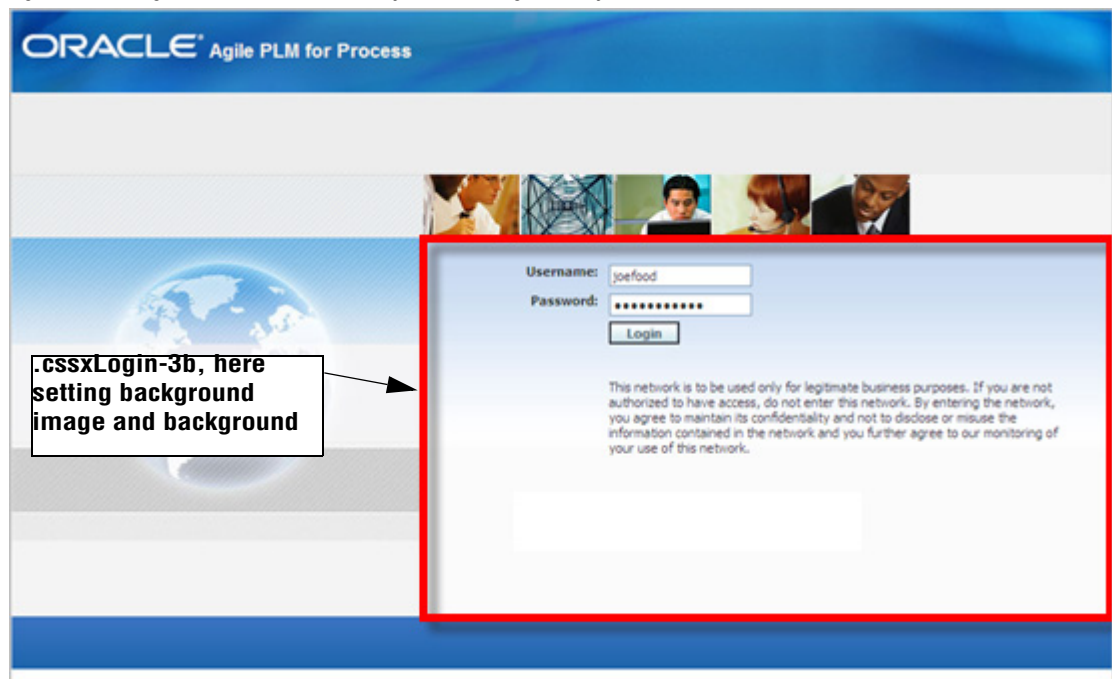 ORACLE® Agile PLM for Process
Username:
joefood
Password:
•••••••••••
Login
.cssxLogin-3b, here
setting background
image and background
This network is to be used only for legitimate business purposes. If you are not
authorized to have access, do not enter this network. By entering the network,
you agree to maintain its confidentiality and not to disclose or misuse the
information contained in the network and you further agree to our monitoring of
your use of this network.